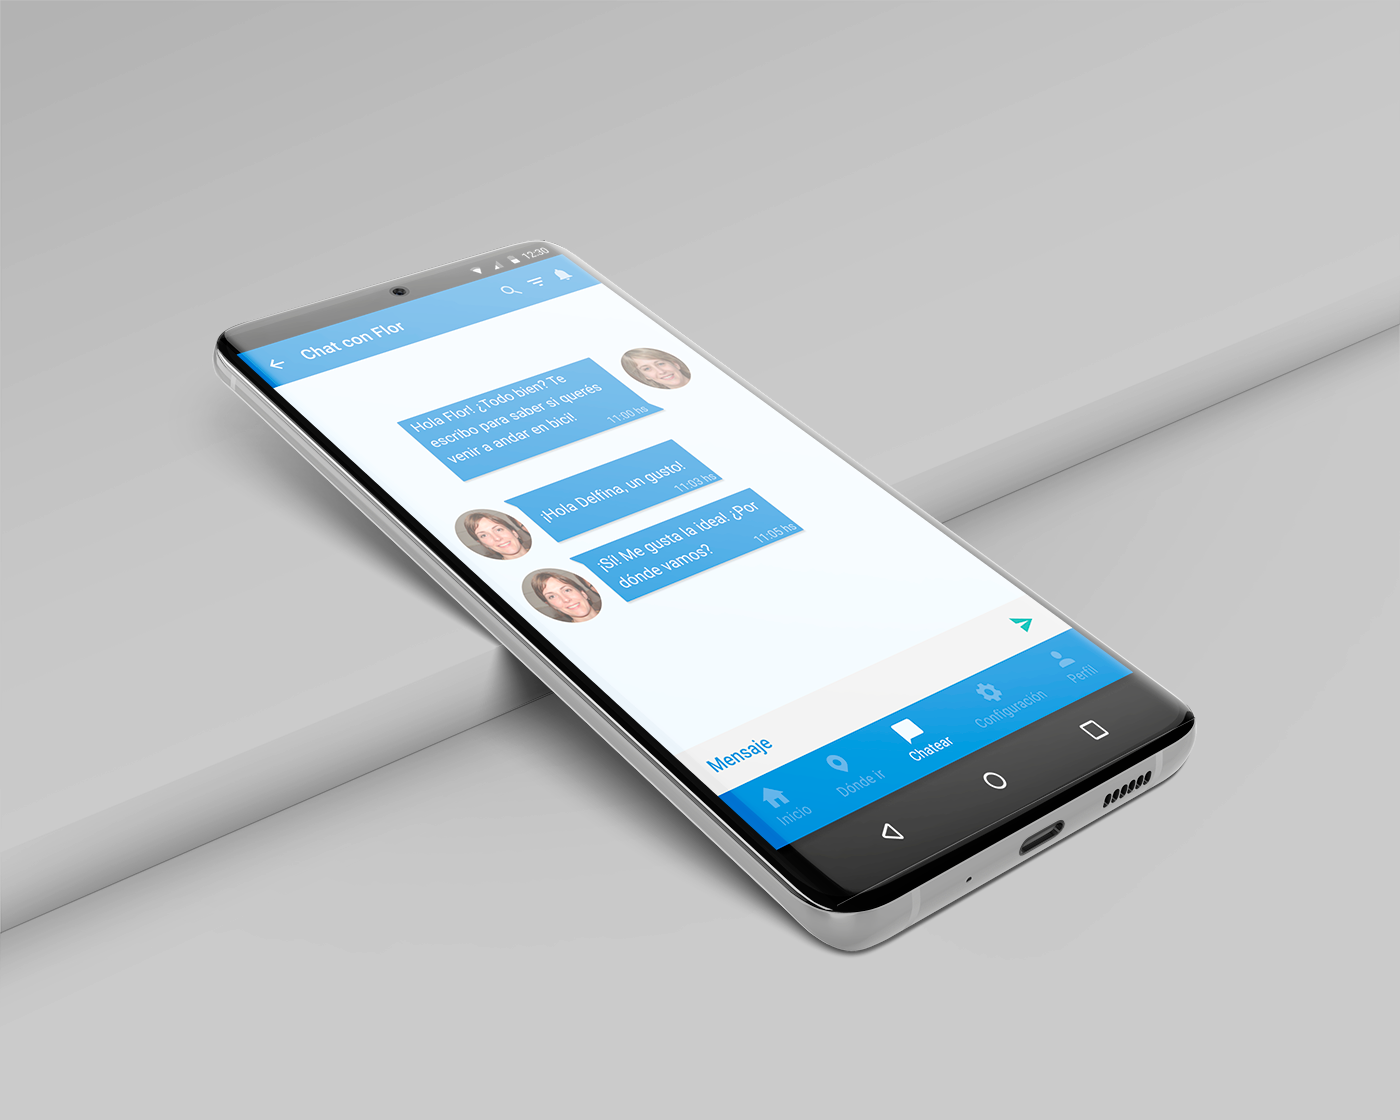 12:30
Chat con Flor
Hola Flor! ¿Todo bien? Te
escribo para saber si querés
venir a andar en bici!
11:00 hs
¡Hola Delfina, un gusto!
11:03 hs
¡Sí! Me gusta la idea! ¿Por
dónde vamos?
11:05 hs
Mensaje
Inicio
Dónde ir
Chatear
Configuración
Perfil